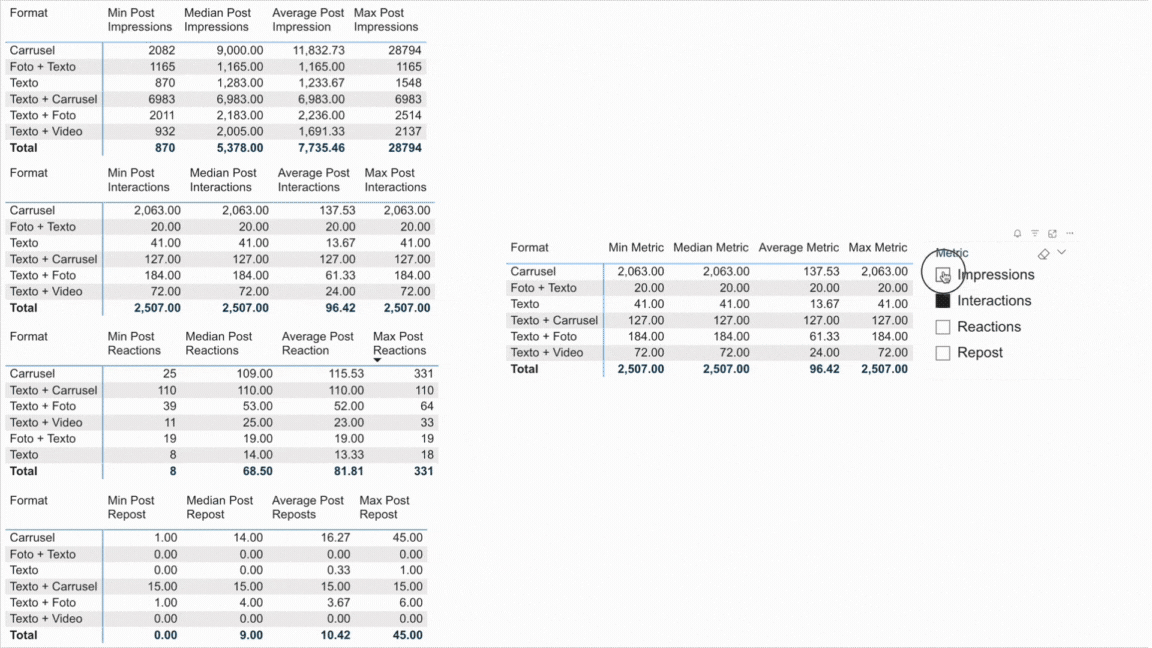 Format Min Post Median Post Average Post Max Post
Impressions Impressions Impression Impressions
Carrusel 2082 9,000.00 11,832.73 28794
Foto + Texto 1165 1,165.00 1,165.00 1165
Texto 870 1,283.00 1,233.67 1548
Texto + Carrusel 6983 6,983.00 6,983.00 6983
Texto + Foto 2011 2,183.00 2,236.00 2514
Texto + Video 932 2,005.00 1,691.33 2137
Total 870 5,378.00 7,735.46 28794
Format Min Post Median Post Average Post Max Post
Interactions Interactions Interactions Interactions
Carrusel 2,063.00 2,063.00 137.53 2,063.00
Foto + Texto 20.00 20.00 20.00 20.00
Texto 41.00 41.00 13.67 41.00
Texto + Carrusel 127.00 127.00 127.00 127.00
Texto + Foto 184.00 184.00 61.33 184.00
Texto + Video 72.00 72.00 24.00 72.00
Total 2,507.00 2,507.00 96.42 2,507.00
Format Min Post Median Post Average Post Max Post
Reactions Reactions Reaction Reactions
Carrusel 25 109.00 115.53 331
Texto + Carrusel 110 110.00 110.00 110
Texto + Foto 39 53.00 52.00 64
Texto + Video 11 25.00 23.00 33
Foto + Texto 19 19.00 19.00 19
Texto 8 14.00 13.33 18
Total 8 68.50 81.81 331
Format Min Post Median Post Average Post Max Post
Repost Repost Reposts Repost
Carrusel 1.00 14.00 16.27 45.00
Foto + Texto 0.00 0.00 0.00 0.00
Texto 0.00 0.00 0.33 1.00
Texto + Carrusel 15.00 15.00 15.00 15.00
Texto + Foto 1.00 4.00 3.67 6.00
Texto + Video 0.00 0.00 0.00 0.00
Total 0.00 9.00 10.42 45.00
Format Min Metric Median Metric Average Metric Max Metric
Carrusel 2,063.00 2,063.00 137.53 2,063.00
Foto + Texto 20.00 20.00 20.00 20.00
Texto 41.00 41.00 13.67 41.00
Texto + Carrusel 127.00 127.00 127.00 127.00
Texto + Foto 184.00 184.00 61.33 184.00
Texto + Video 72.00 72.00 24.00 72.00
Total 2,507.00 2,507.00 96.42 2,507.00
Metric
Impressions
Interactions
Reactions
Repost